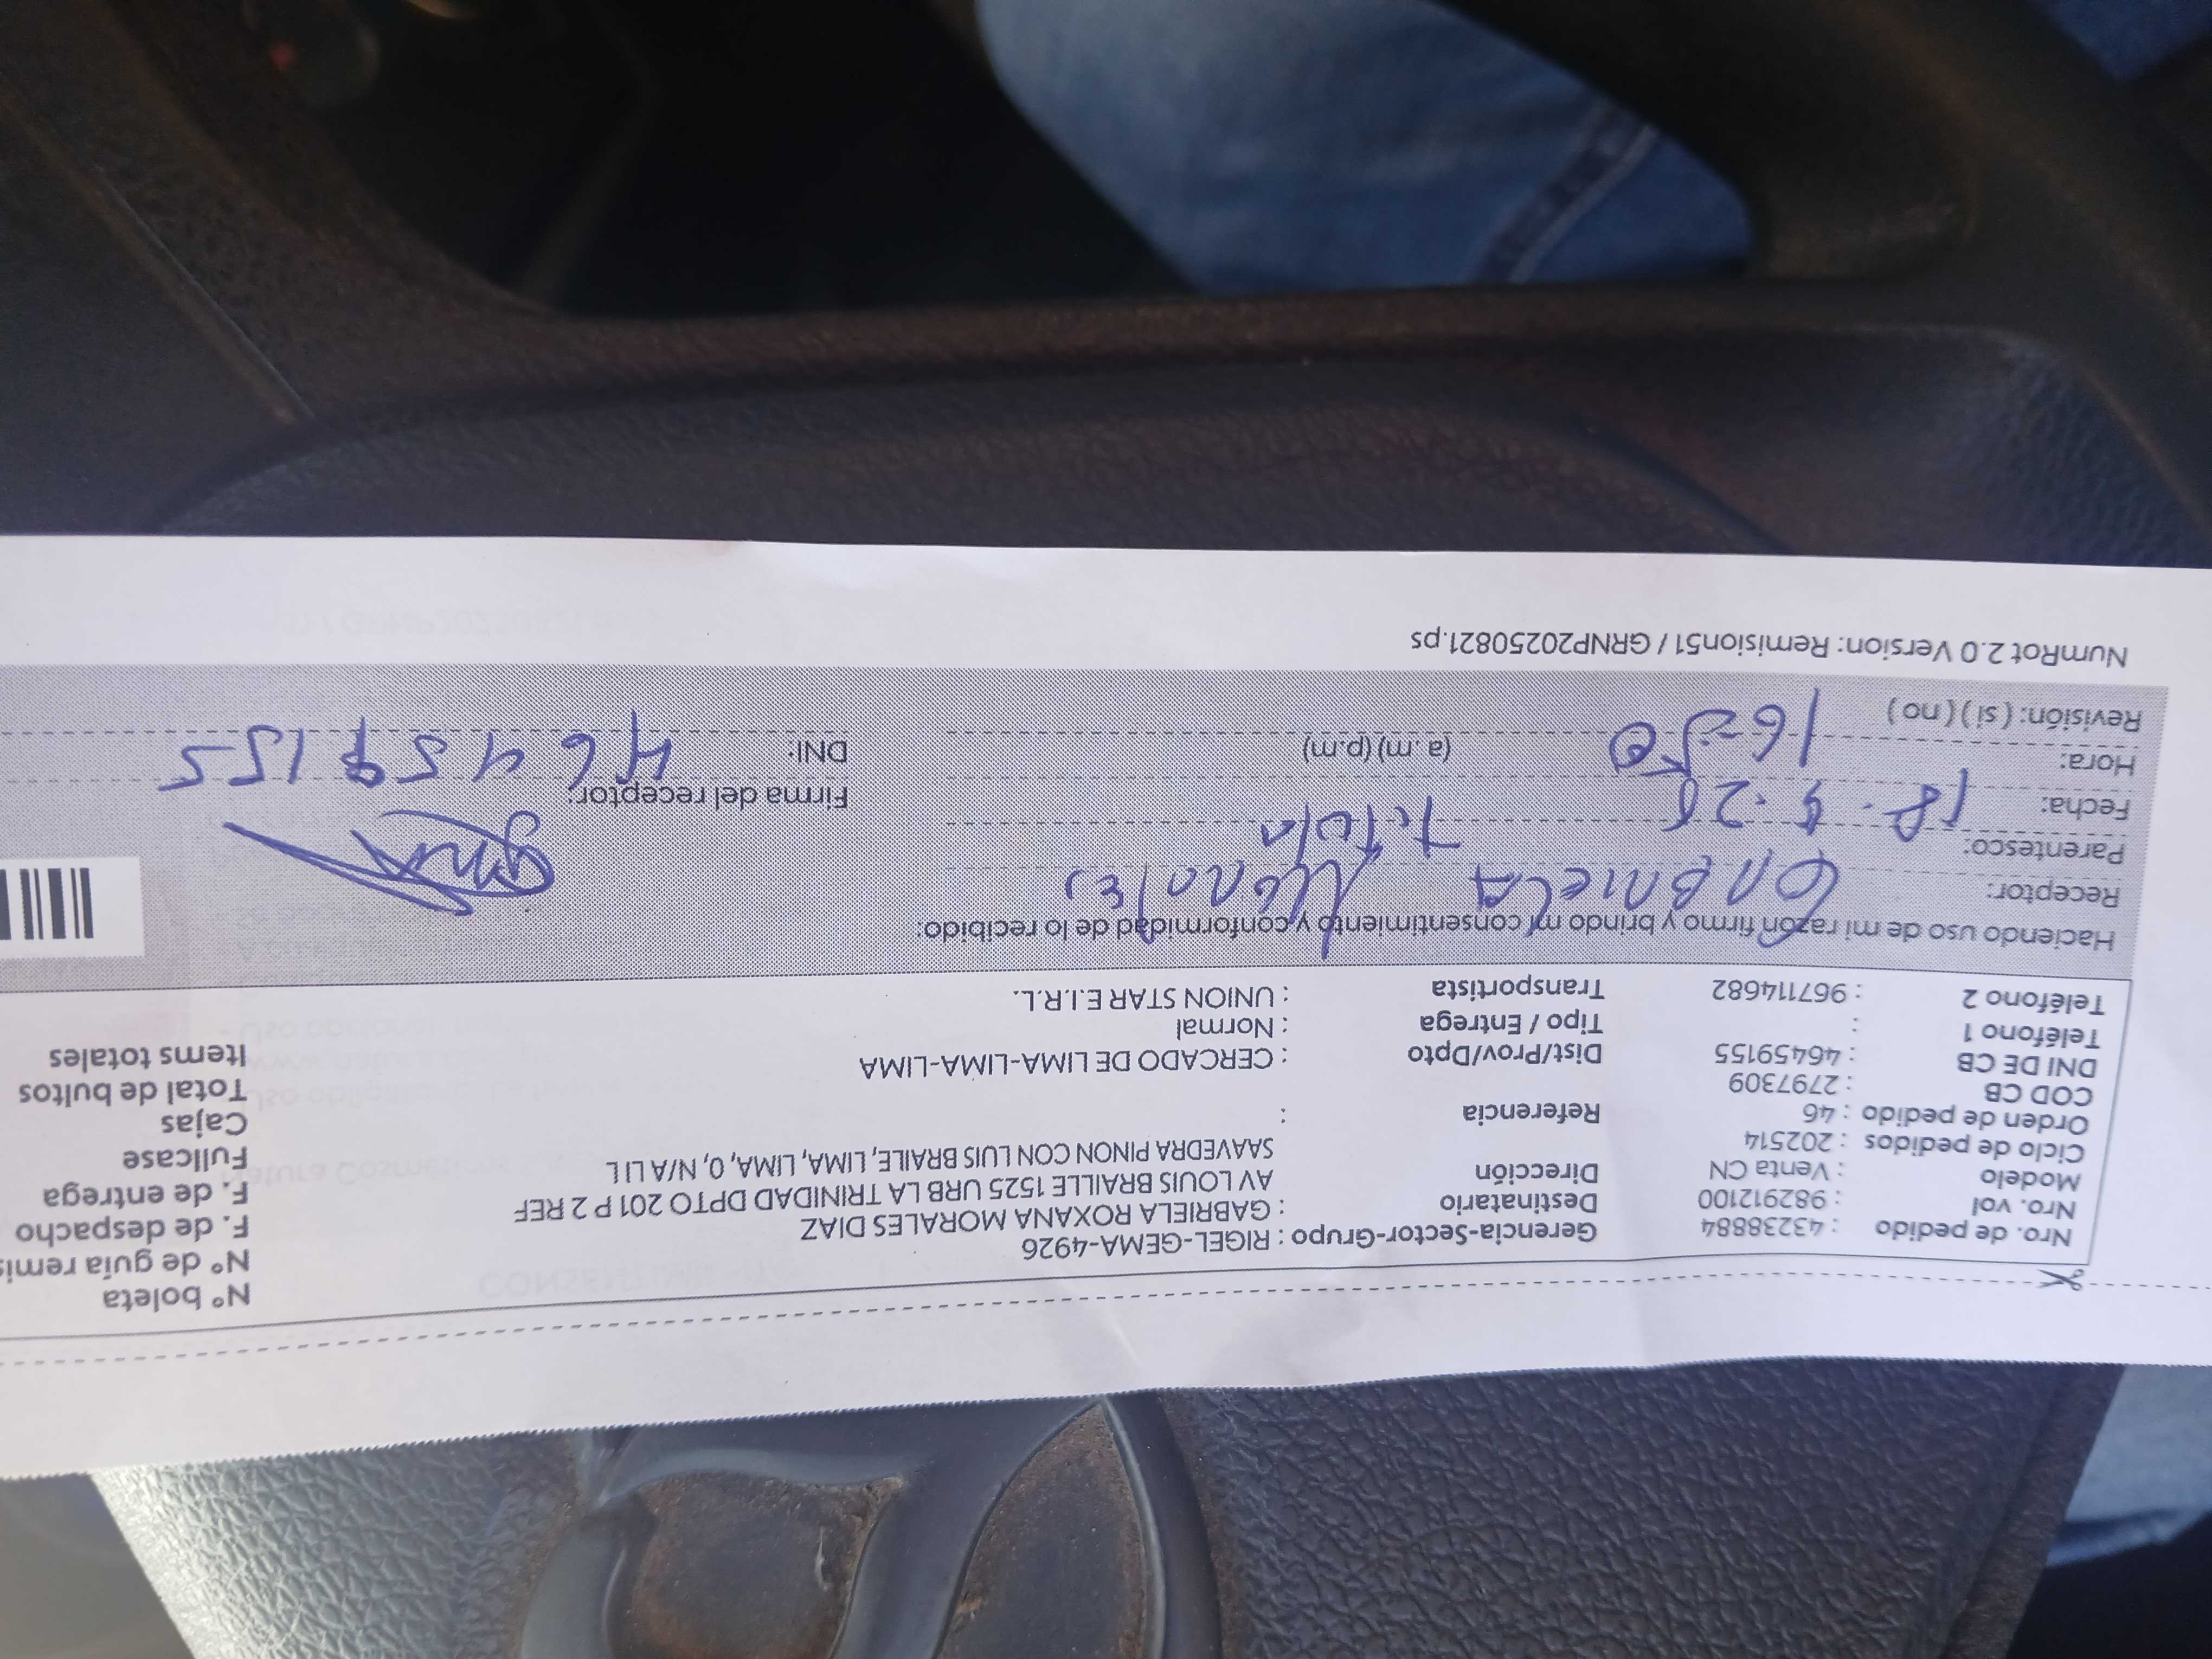 Nro. de pedido : 43238884 Gerencia-Sector-Grupo : RIGEL-GEMA-4926 N° boleta
Nro. vol : 982912100 Destinatario : GABRIELA ROXANA MORALES DIAZ N° de guía remis
Modelo : Venta CN Dirección AV LOUIS BRAILLE 1525 URB LA TRINIDAD DPTO 201 P 2 REF F. de despacho
Ciclo de pedidos : 202514 SAAVEDRA PINON CON LUIS BRAILE, LIMA, LIMA, 0, N/A LI L F. de entrega
Orden de pedido : 46 Referencia : Fullcase
COD CB : 2797309 Cajas
DNI DE CB : 46459155 Dist/Prov/Dpto : CERCADO DE LIMA-LIMA-LIMA Total de bultos
Teléfono 1 : Tipo / Entrega : Normal Items totales
Teléfono 2 : 967114682 Transportista : UNION STAR E.I.R.L.
Haciendo uso de mi razón firmo y brindo mi consentimiento y conformidad de lo recibido:
Receptor: GABRIELA Morales
Parentesco: Titula
Fecha: Firma del receptor:
Hora: 16:50 (a. m) (p.m) DNI: 46459155
Revisión: ( si ) ( no )
NumRot 2.0 Version: Remision51 / GRNP20250821.ps